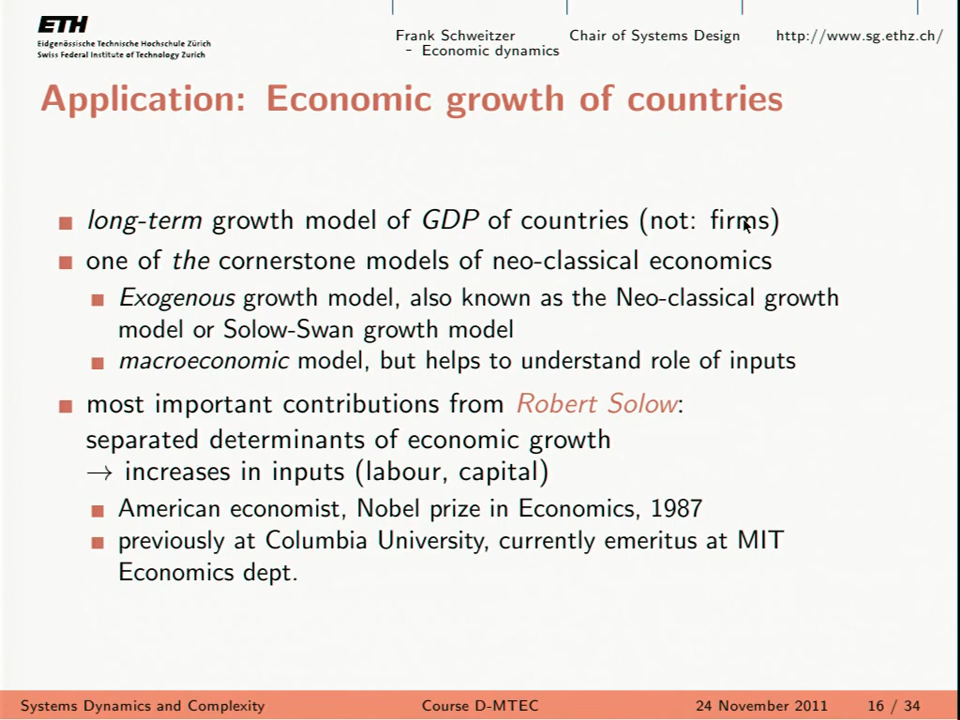 ETH
Eidgenössische Technische Hochschule Zürich
Swiss Federal Institute of Technology Zurich
Frank Schweitzer
- Economic dynamics
Chair of Systems Design
http://www.sg.ethz.ch/
Application: Economic growth of countries
long-term growth model of GDP of countries (not: firms)
one of the cornerstone models of neo-classical economics
Exogenous growth model, also known as the Neo-classical growth
model or Solow-Swan growth model
macroeconomic model, but helps to understand role of inputs
most important contributions from Robert Solow:
separated determinants of economic growth
→ increases in inputs (labour, capital)
American economist, Nobel prize in Economics, 1987
previously at Columbia University, currently emeritus at MIT
Economics dept.
Systems Dynamics and Complexity
Course D-MTEC
24 November 2011
16 / 34